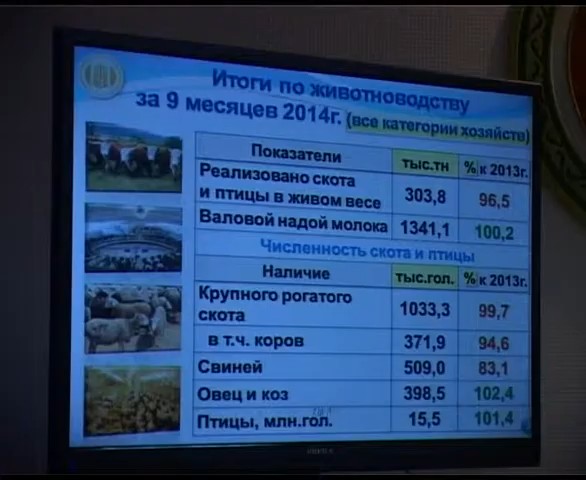 Итоги по животноводству
за 9 месяцев 2014г. (все категории хозяйств)
Показатели тыс.тн % к 2013г.
Реализовано скота
и птицы в живом весе 303,8 96,5
Валовой надой молока 1341,1 100,2
Численность скота и птицы
Наличие тыс.гол. % к 2013г.
Крупного рогатого
скота 1033,3 99,7
в т.ч. коров 371,9 94,6
Свиней 509,0 83,1
Овец и коз 398,5 102,4
Птицы, млн.гол. 15,5 101,4